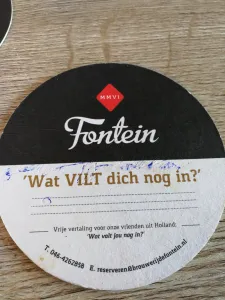 MMVI
Fontein
'Wat VILT dich nog in?'
Vrije vertaling voor onze vrienden uit Holland:
'Wat valt jou nog in?'
T. 046-4262818 E. reserveren@brouwerijdefontein.nl